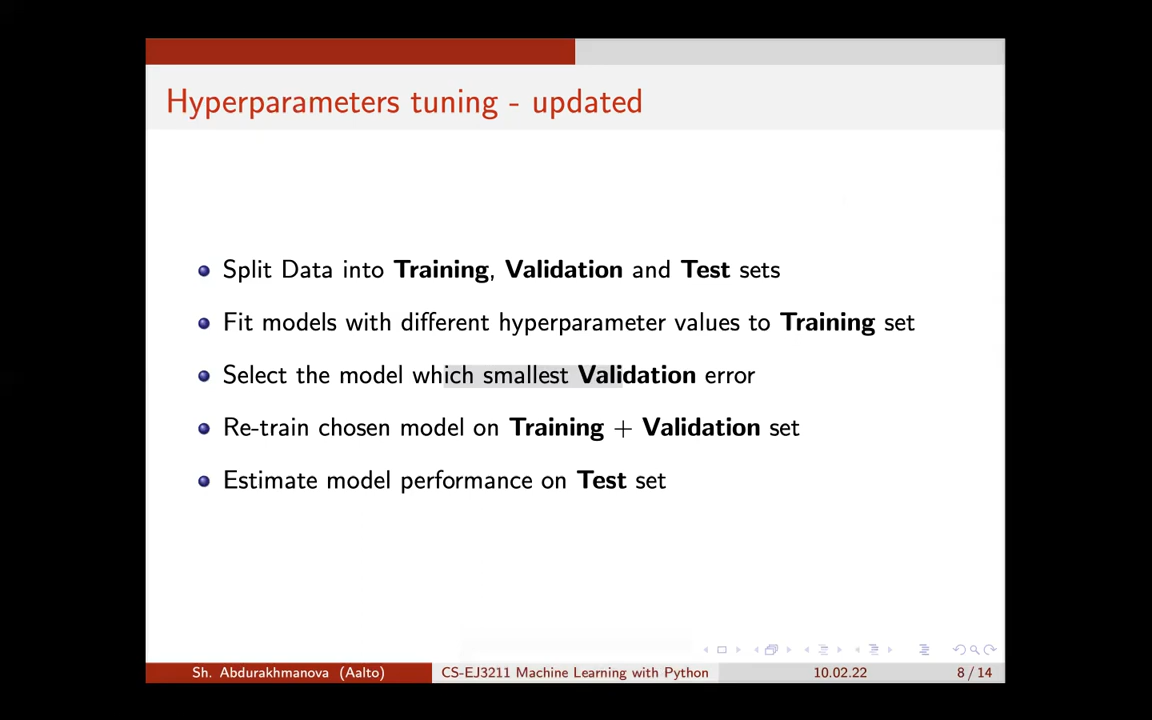 Hyperparameters tuning - updated
Split Data into Training, Validation and Test sets
Fit models with different hyperparameter values to Training set
Select the model which smallest Validation error
Re-train chosen model on Training + Validation set
Estimate model performance on Test set
Sh. Abdurakhmanova (Aalto) CS-EJ3211 Machine Learning with Python 10.02.22 8 / 14